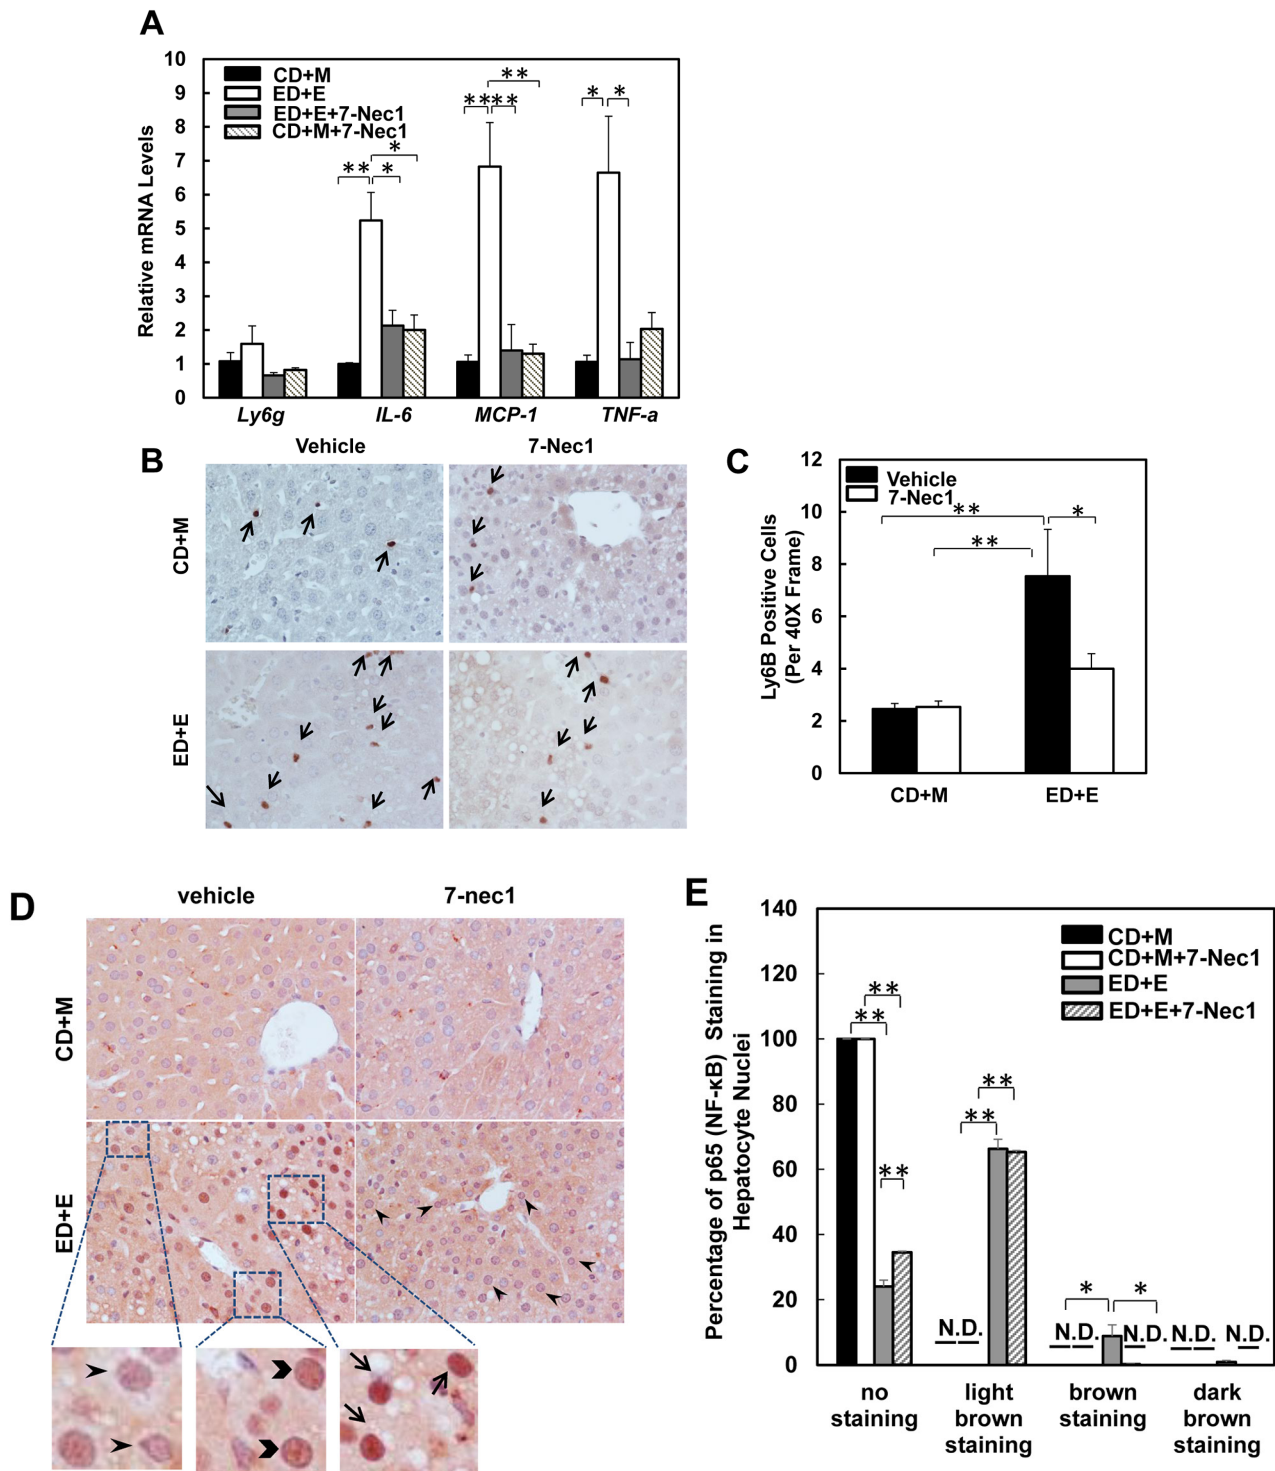 A
10
9
8
7
6
5
4
3
2
1
0
Relative mRNA Levels
CD+M
ED+E
ED+E+7-Nec1
CD+M+7-Nec1
** * *
** ** **
* *
Ly6g IL-6 MCP-1 TNF-a
B
Vehicle 7-Nec1
CD+M
ED+E
C
12
10
8
6
4
2
0
Ly6B Positive Cells
(Per 40X Frame)
Vehicle
7-Nec1
** *
**
CD+M ED+E
D
vehicle 7-nec1
CD+M
ED+E
E
140
120
100
80
60
40
20
0
Percentage of p65 (NF-κB) Staining in
Hepatocyte Nuclei
CD+M
CD+M+7-Nec1
ED+E
ED+E+7-Nec1
**
**
**
**
**
* *
N.D. N.D. N.D. N.D. N.D.
no
staining
light
brown
staining
brown
staining
dark
brown
staining